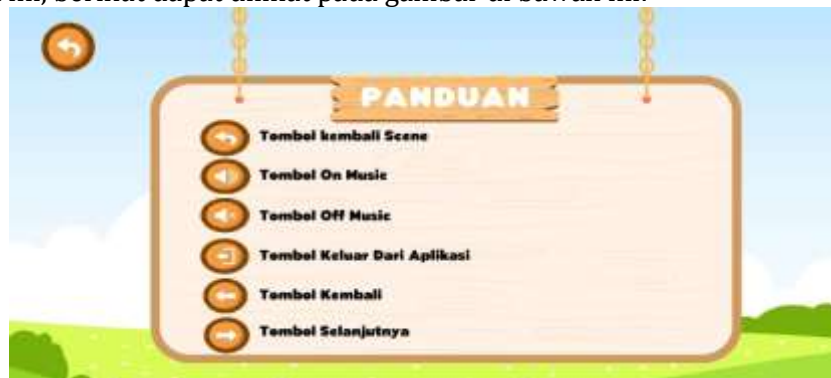 PANDUAN
Tombol kembali Scene
Tombol On Music
Tombol Off Music
Tombol Keluar Dari Aplikasi
Tombol Kembali
Tombol Selanjutnya